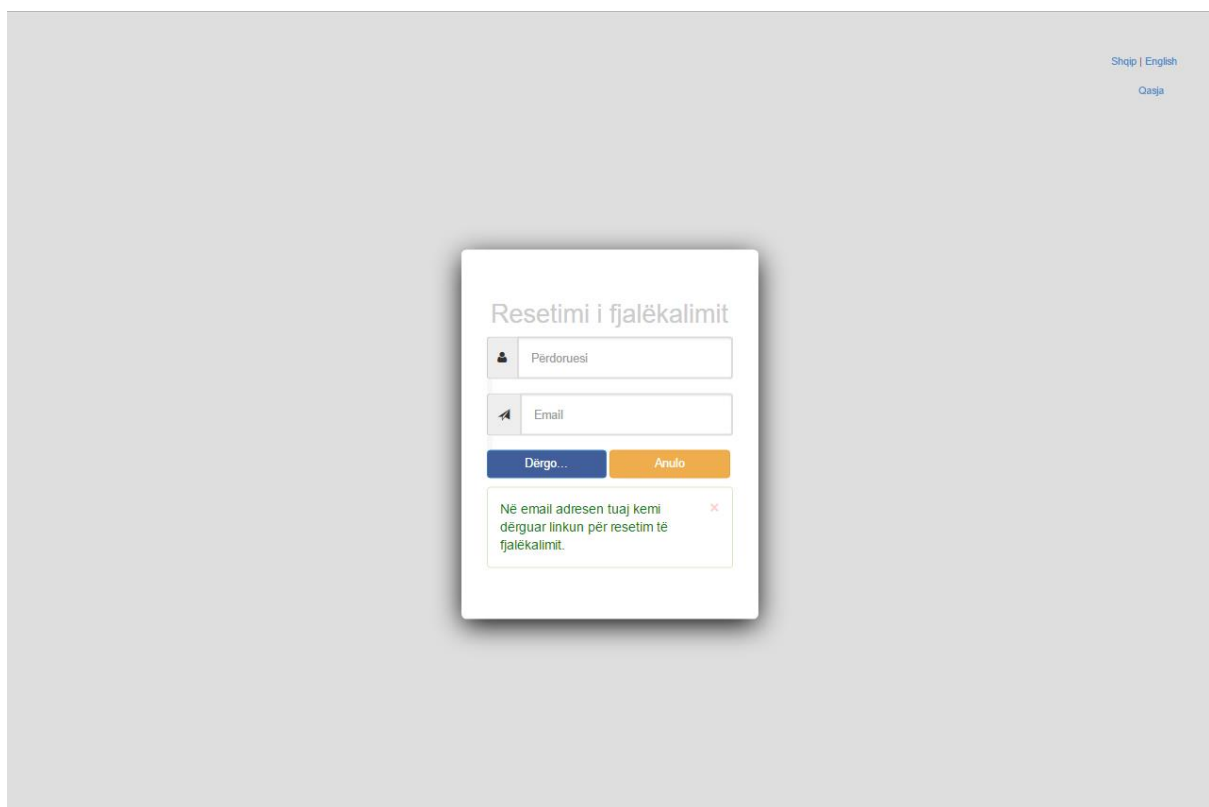 Shqip | English
Qasja
Resetimi i fjalëkalimit
Përdoruesi
Email
Dërgo... Anulo
Në email adresen tuaj kemi
dërguar linkun për resetim të
fjalëkalimit.